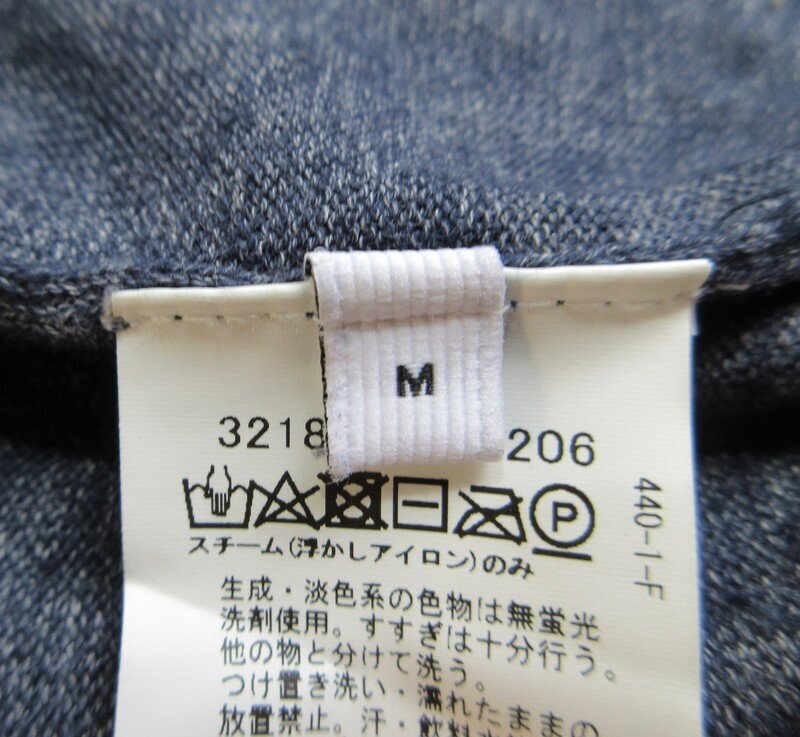 M
3218 206
P
スチーム(浮かしアイロン)のみ
440-1-F
生成・淡色系の色物は無蛍光
洗剤使用。すすぎは十分行う。
他の物と分けて洗う。
つけ置き洗い・濡れたままの
放置禁止。汗・飲料